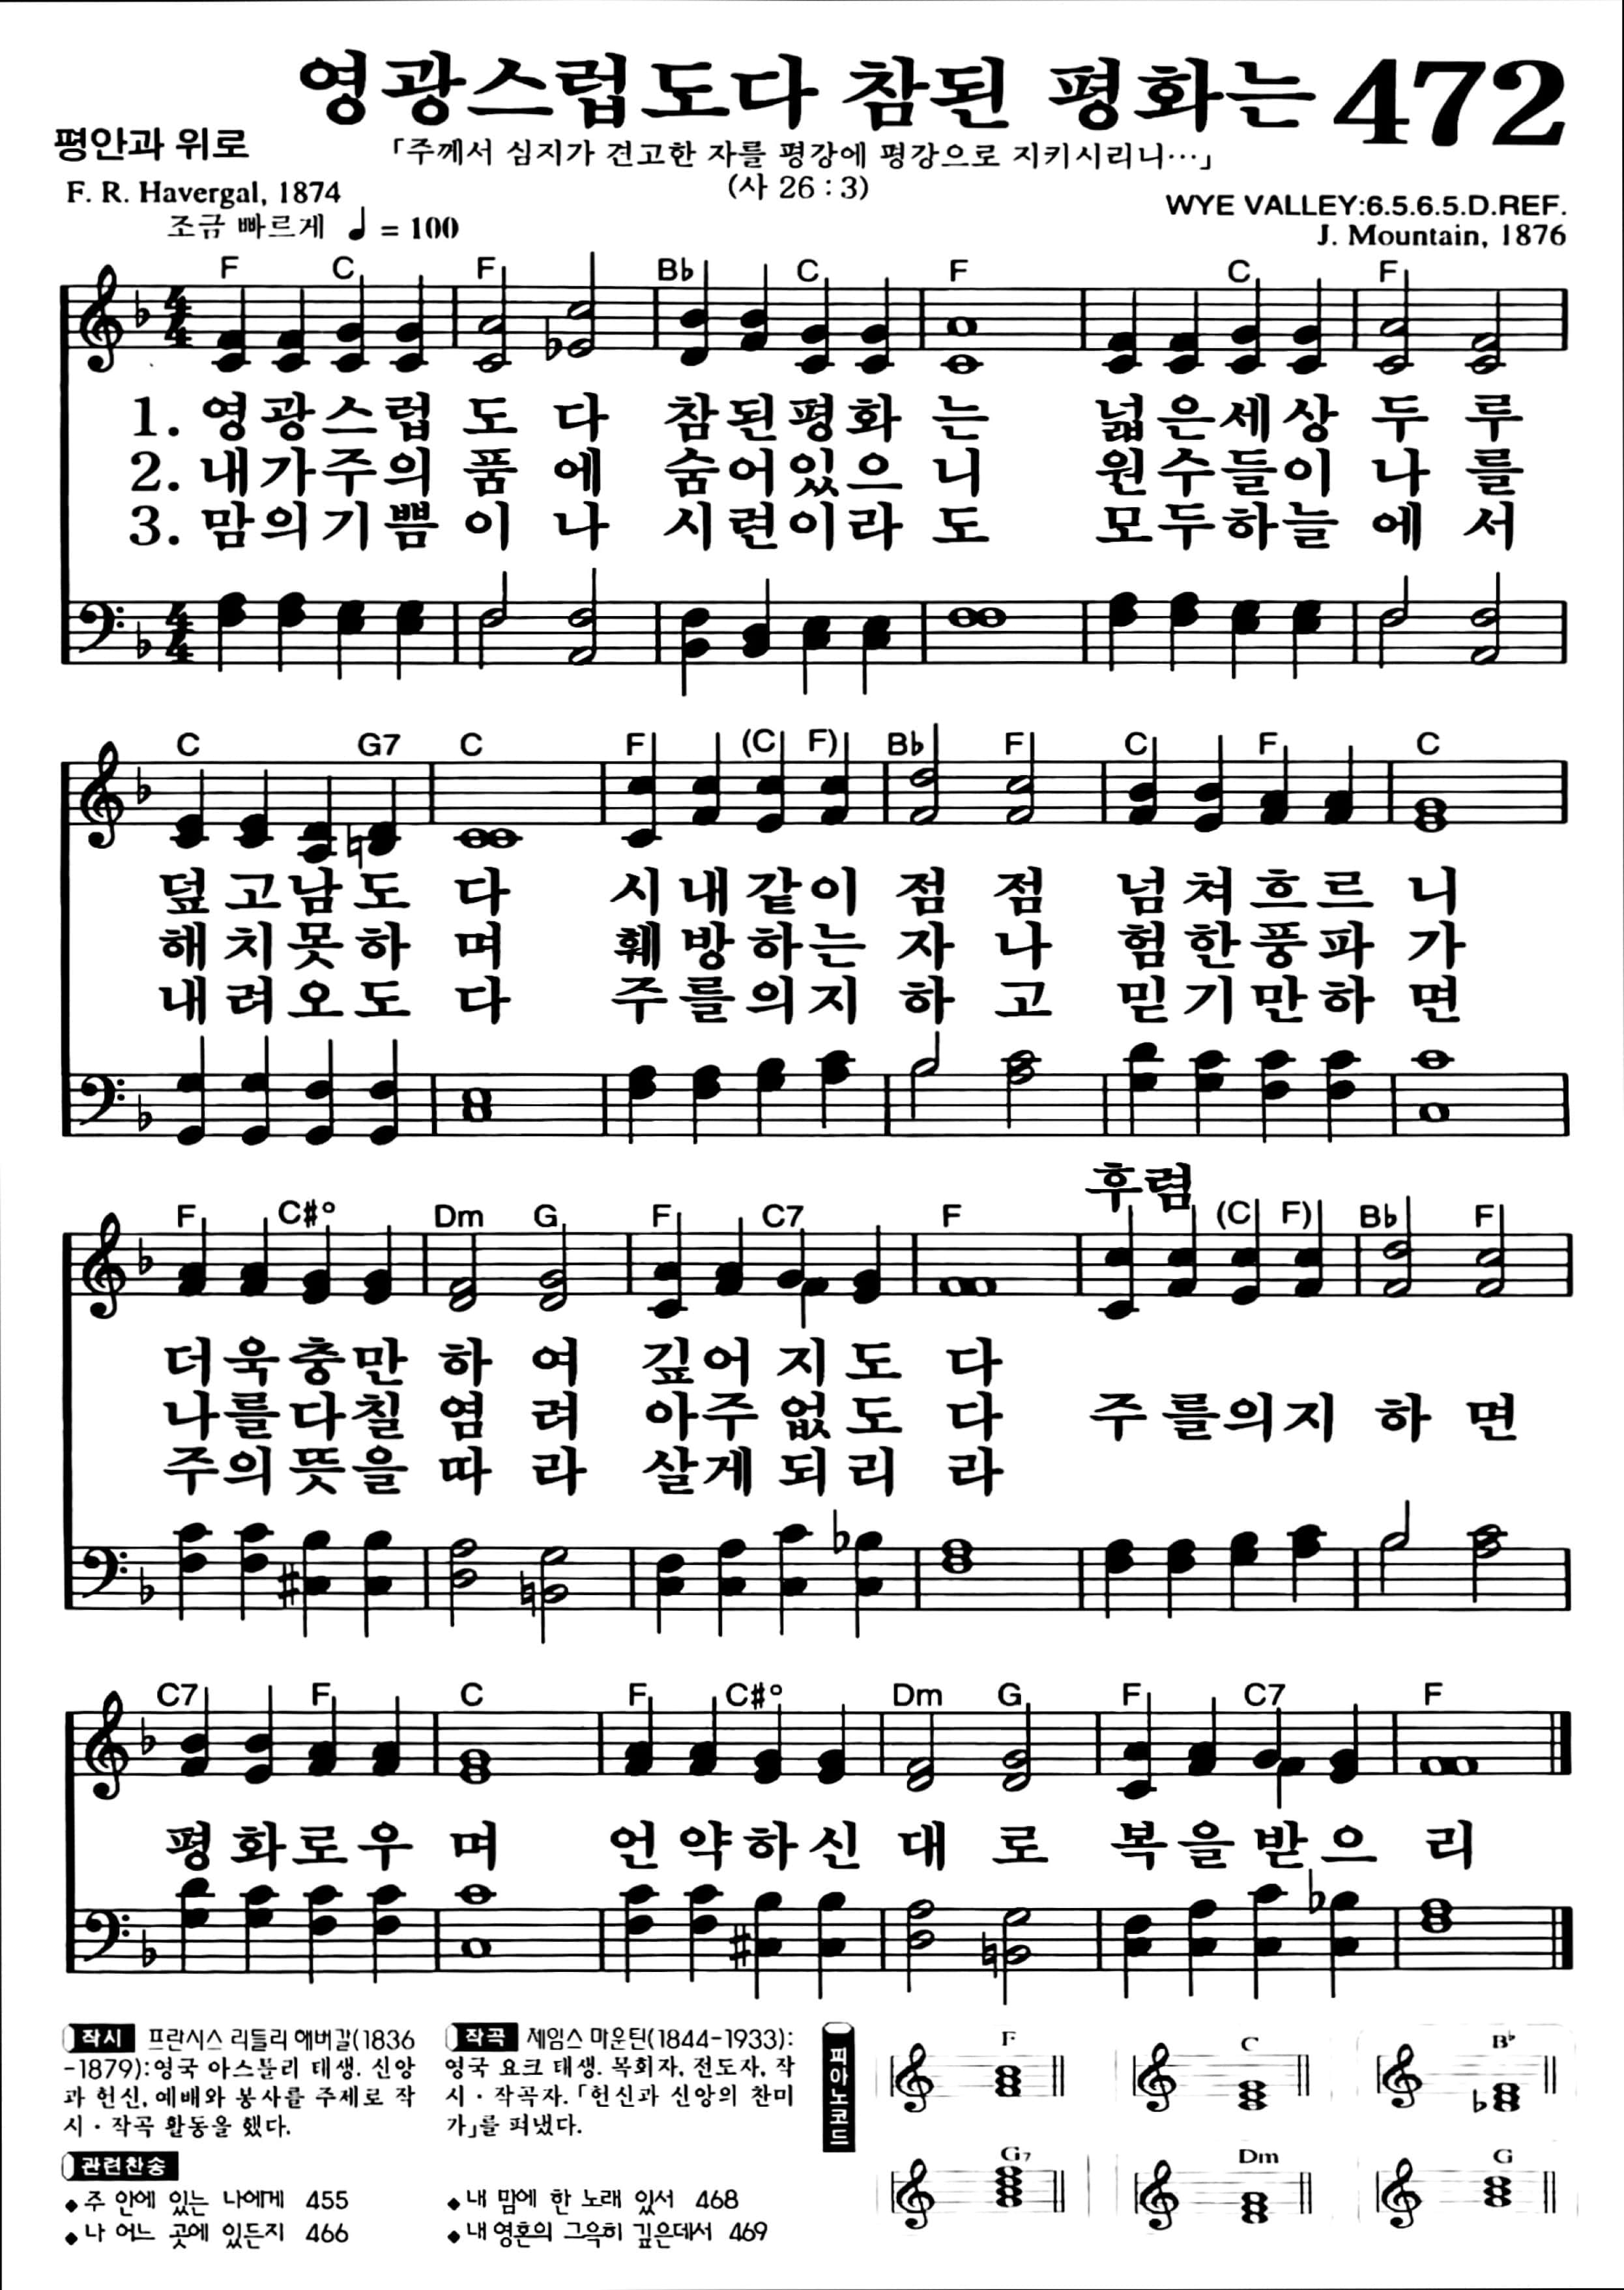 영광스럽도다 참된 평화는 472
평안과 위로
「주께서 심지가 견고한 자를 평강에 평강으로 지키시리니…」
(사 26 : 3)
F. R. Havergal, 1874
WYE VALLEY:6.5.6.5.D.REF.
조금 빠르게 ♩ = 100
J. Mountain, 1876
F C F B♭ C F C F
4/4
1. 영광스럽 도 다 참된평화 는 넓은세상 두 루
2. 내가주의 품 에 숨어있으 니 원수들이 나 를
3. 맘의기쁨 이 나 시련이라 도 모두하늘 에 서
4/4
C G7 C F (C F) B♭ F C F C
덮고남도 다 시내같이 점 점 넘쳐흐르 니
해치못하 며 훼방하는 자 나 험한풍파 가
내려오도 다 주를의지 하 고 믿기만하 면
후렴
F C#° Dm G F C7 F (C F) B♭ F
더욱충만 하 여 깊어지도 다
나를다칠 염 려 아주없도 다 주를의지 하 면
주의뜻을 따 라 살게되리 라
C7 F C F C#° Dm G F C7 F
평화로우 며 언약하신 대 로 복을받으 리
작시 프란시스 리들리 해버갈(1836
-1879):영국 아스틀리 태생. 신앙
과 헌신, 예배와 봉사를 주제로 작
시 · 작곡 활동을 했다.
작곡 제임스 마운틴(1844-1933):
영국 요크 태생. 목회자, 전도자, 작
시 · 작곡자. 「헌신과 신앙의 찬미
가」를 펴냈다.
관련찬송
◆주 안에 있는 나에게 455
◆나 어느 곳에 있든지 466
◆내 맘에 한 노래 있서 468
◆내 영혼의 그윽히 깊은데서 469
피아노코드
F C B♭
G7 Dm G